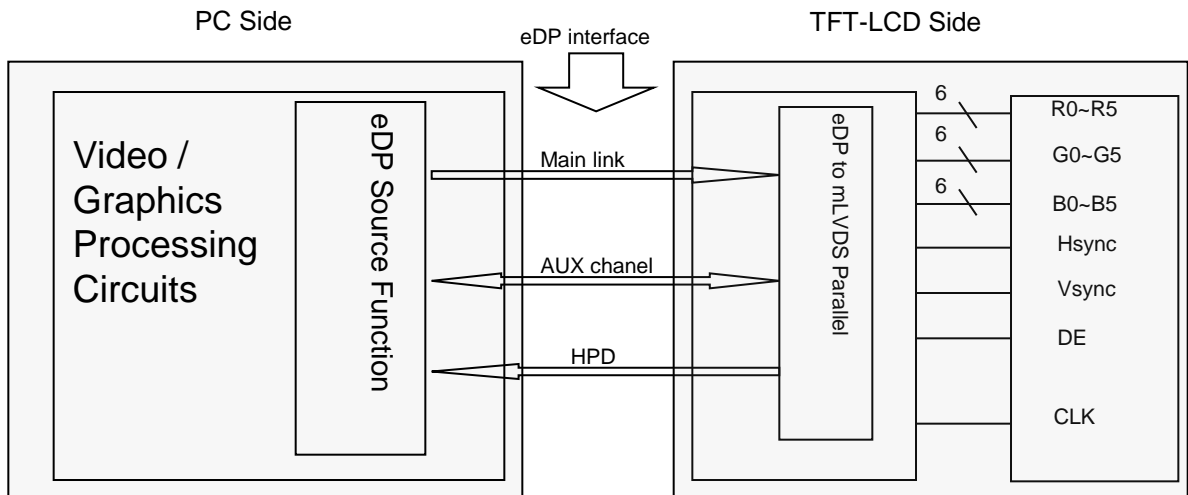 PC Side
eDP interface
TFT-LCD Side
Video /
Graphics
Processing
Circuits
eDP Source Function
Main link
AUX chanel
HPD
eDP to mLVDS Parallel
6
R0~R5
6
G0~G5
6
B0~B5
Hsync
Vsync
DE
CLK